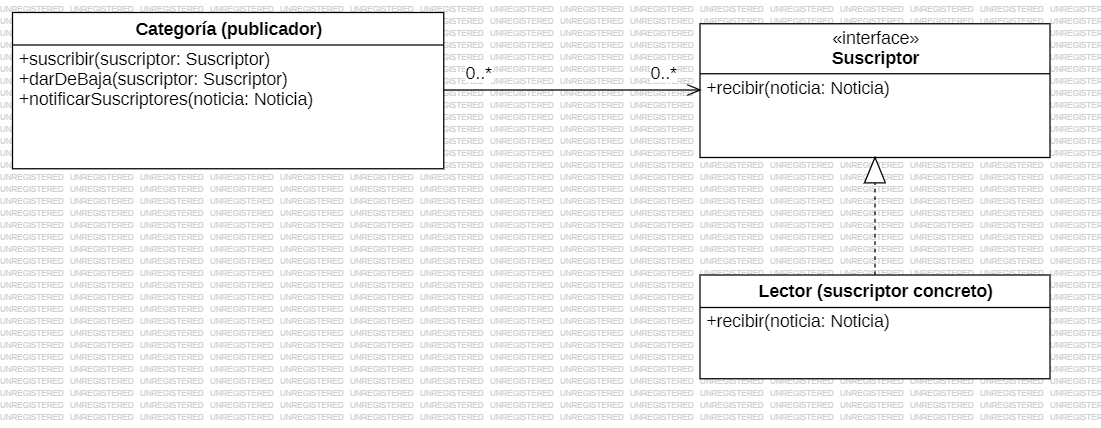 Categoría (publicador)
+suscribir(suscriptor: Suscriptor)
+darDeBaja(suscriptor: Suscriptor)
+notificarSuscriptores(noticia: Noticia)
0..*
0..*
«interface»
Suscriptor
+recibir(noticia: Noticia)
Lector (suscriptor concreto)
+recibir(noticia: Noticia)
UNREGISTERED